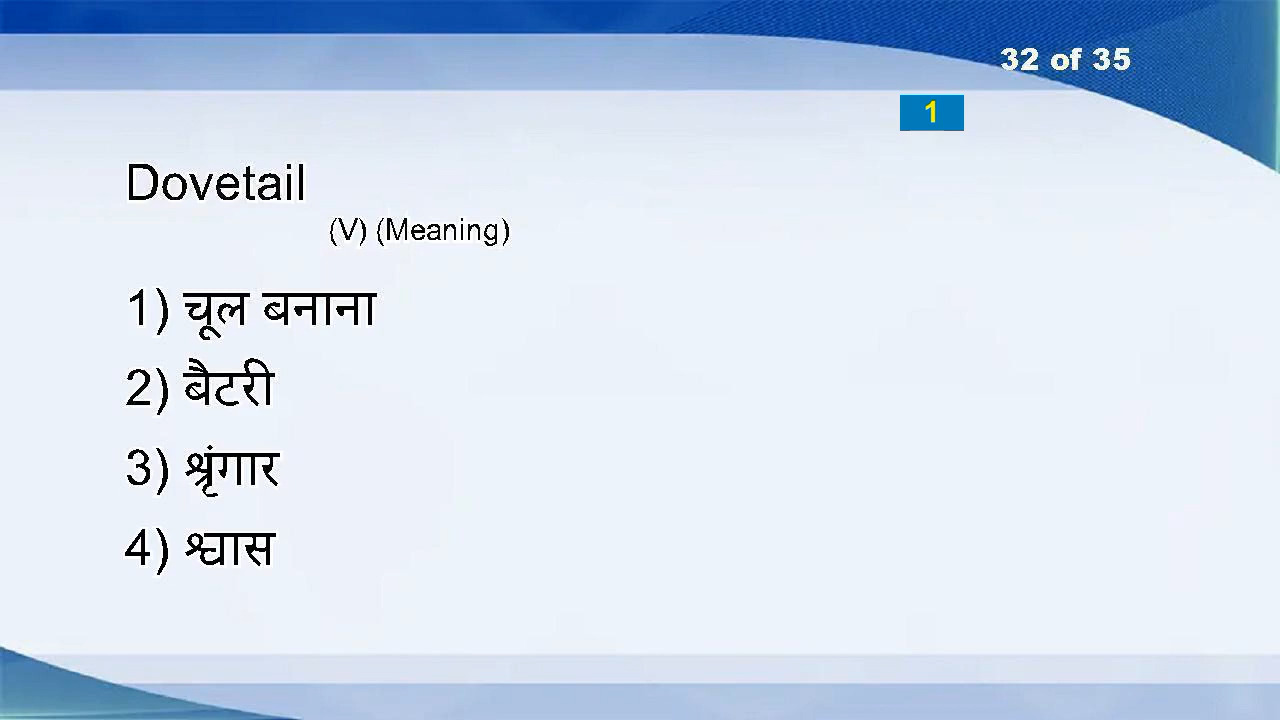 32 of 35
1
Dovetail
(V) (Meaning)
1) चूल बनाना
2) बैटरी
3) श्रृंगार
4) श्वास